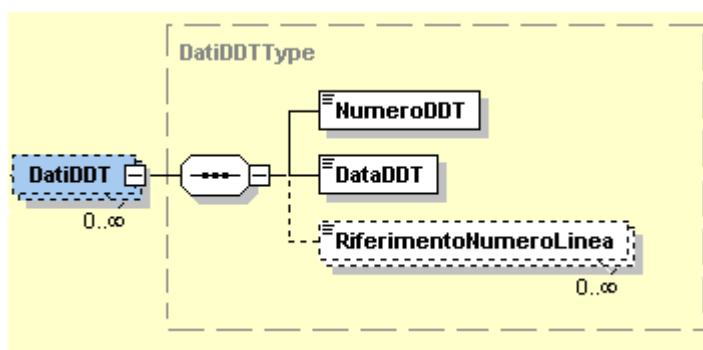 DatiDDTType
NumeroDDT
DatiDDT
DataDDT
0..∞
RiferimentoNumeroLinea
0..∞